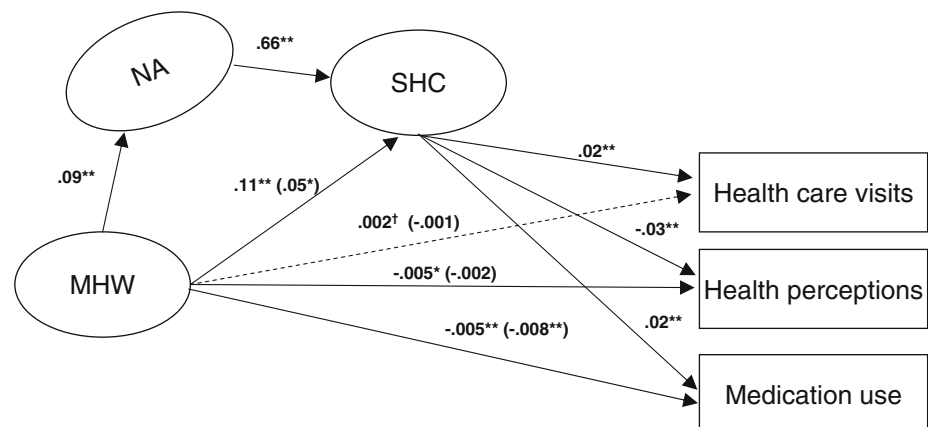 .66**
NA
SHC
.09**
.11** (.05*)
.02**
Health care visits
.002† (-.001)
-.03**
MHW
-.005* (-.002)
Health perceptions
.02**
-.005** (-.008**)
Medication use